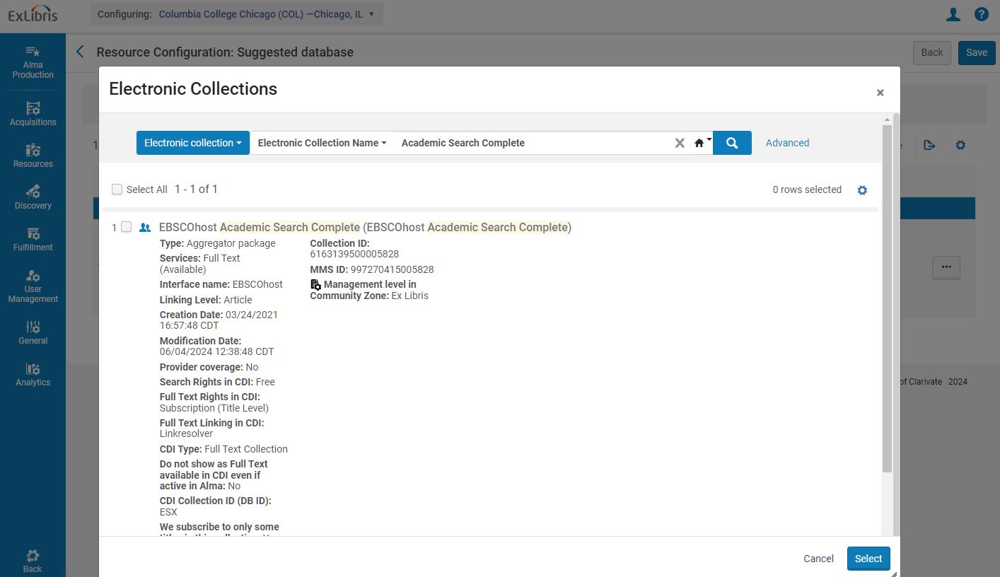 ExLibris
Configuring: Columbia College Chicago (COL) —Chicago, IL
Alma Production
Resource Configuration: Suggested database
Back
Save
Acquisitions
Resources
Discovery
Fulfillment
User Management
General
Analytics
Back
Electronic Collections
×
Electronic collection
Electronic Collection Name
Academic Search Complete
Advanced
Select All 1 - 1 of 1
0 rows selected
1 EBSCOhost Academic Search Complete (EBSCOhost Academic Search Complete)
Type: Aggregator package
Services: Full Text
(Available)
Interface name: EBSCOhost
Linking Level: Article
Creation Date: 03/24/2021
16:57:48 CDT
Modification Date:
06/04/2024 12:38:48 CDT
Provider coverage: No
Search Rights in CDI: Free
Full Text Rights in CDI:
Subscription (Title Level)
Full Text Linking in CDI:
Linkresolver
CDI Type: Full Text Collection
Do not show as Full Text
available in CDI even if
active in Alma: No
CDI Collection ID (DB ID):
ESX
We subscribe to only some
Collection ID:
6163139500005828
MMS ID: 997270415005828
Management level in
Community Zone: Ex Libris
Cancel
Select
of Clarivate 2024